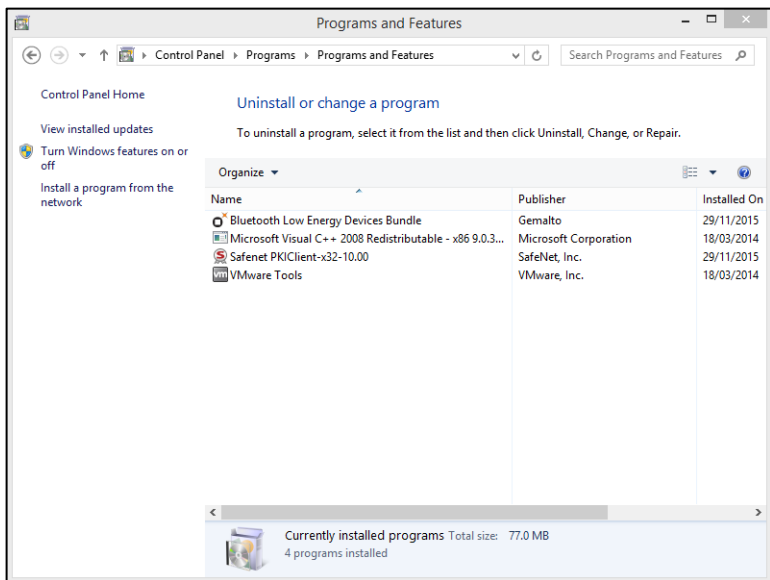 Programs and Features
Control Panel Programs Programs and Features Search Programs and Features
Control Panel Home
View installed updates
Turn Windows features on or
off
Install a program from the
network
Uninstall or change a program
To uninstall a program, select it from the list and then click Uninstall, Change, or Repair.
Organize
Name Publisher Installed On
Bluetooth Low Energy Devices Bundle Gemalto 29/11/2015
Microsoft Visual C++ 2008 Redistributable - x86 9.0.3... Microsoft Corporation 18/03/2014
Safenet PKIClient-x32-10.00 SafeNet, Inc. 29/11/2015
VMware Tools VMware, Inc. 18/03/2014
Currently installed programs Total size: 77.0 MB
4 programs installed